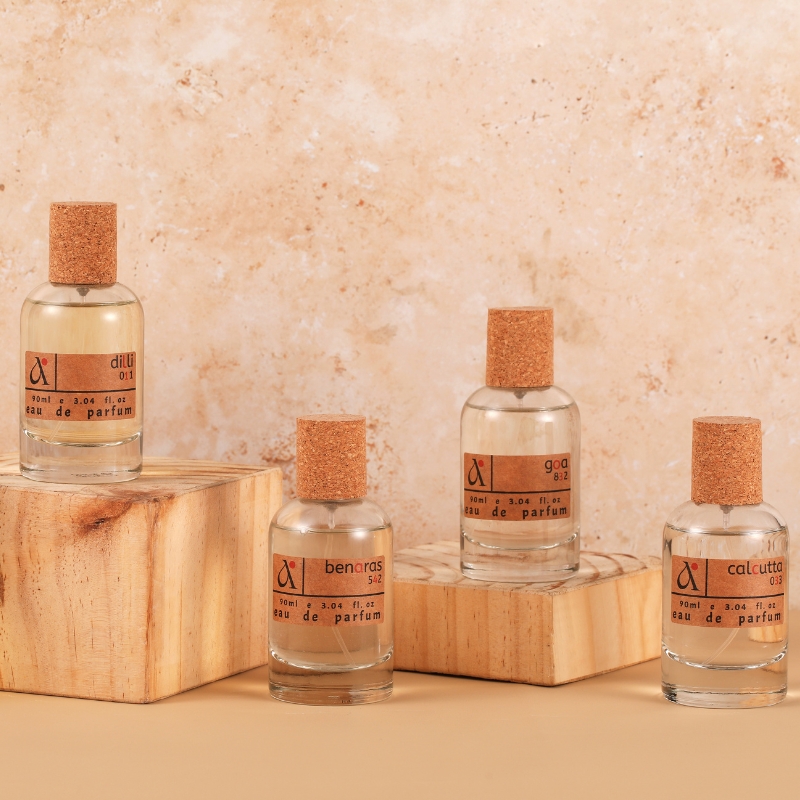 dilli
011
90ml e 3.04 fl.oz
eau de parfum
benaras
542
90ml e 3.04 fl.oz
eau de parfum
goa
832
90ml e 3.04 fl.oz
eau de parfum
calcutta
033
90ml e 3.04 fl.oz
eau de parfum